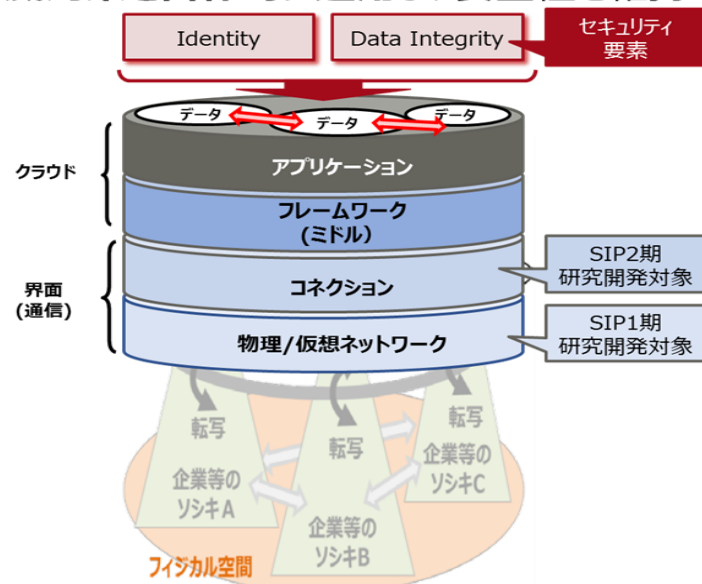 Identity
Data Integrity
セキュリティ
要素
データ
データ
データ
クラウド
アプリケーション
フレームワーク
(ミドル)
SIP2期
研究開発対象
界面
(通信)
コネクション
SIP1期
研究開発対象
物理/仮想ネットワーク
転写
転写
転写
企業等の
ソシキA
企業等の
ソシキB
企業等の
ソシキC
フィジカル空間